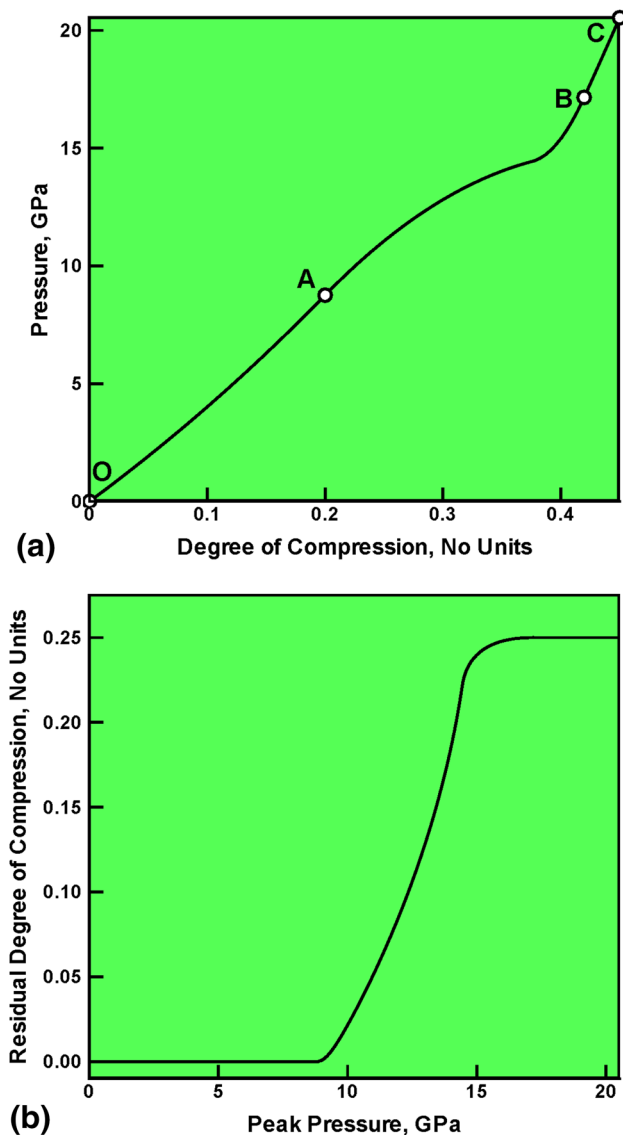 20
C
B
15
Pressure, GPa
A
10
5
O
0
0 0.1 0.2 0.3 0.4
(a)
Degree of Compression, No Units
0.25
0.20
Residual Degree of Compression, No Units
0.15
0.10
0.05
0.00
0 5 10 15 20
(b)
Peak Pressure, GPa